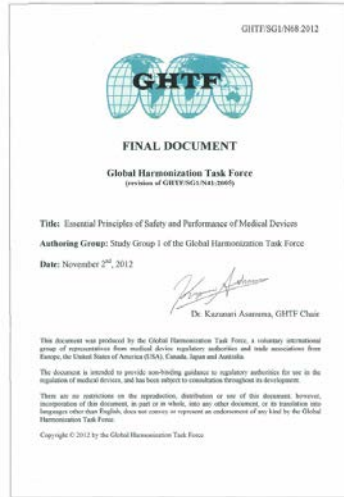 GHTF/SG1/N68:2012
GHTF
FINAL DOCUMENT
Global Harmonization Task Force
(revision of GHTF/SG1/N41:2005)
Title: Essential Principles of Safety and Performance of Medical Devices
Authoring Group: Study Group 1 of the Global Harmonization Task Force
Date: November 2nd, 2012
Dr. Kazunari Asanuma, GHTF Chair
This document was produced by the Global Harmonization Task Force, a voluntary international
group of representatives from medical device regulatory authorities and trade associations from
Europe, the United States of America (USA), Canada, Japan and Australia.
The document is intended to provide non-binding guidance to regulatory authorities for use in the
regulation of medical devices, and has been subject to consultation throughout its development.
There are no restrictions on the reproduction, distribution or use of this document; however,
incorporation of this document, in part or in whole, into any other document, or its translation into
languages other than English, does not convey or represent an endorsement of any kind by the Global
Harmonization Task Force.
Copyright © 2012 by the Global Harmonization Task Force